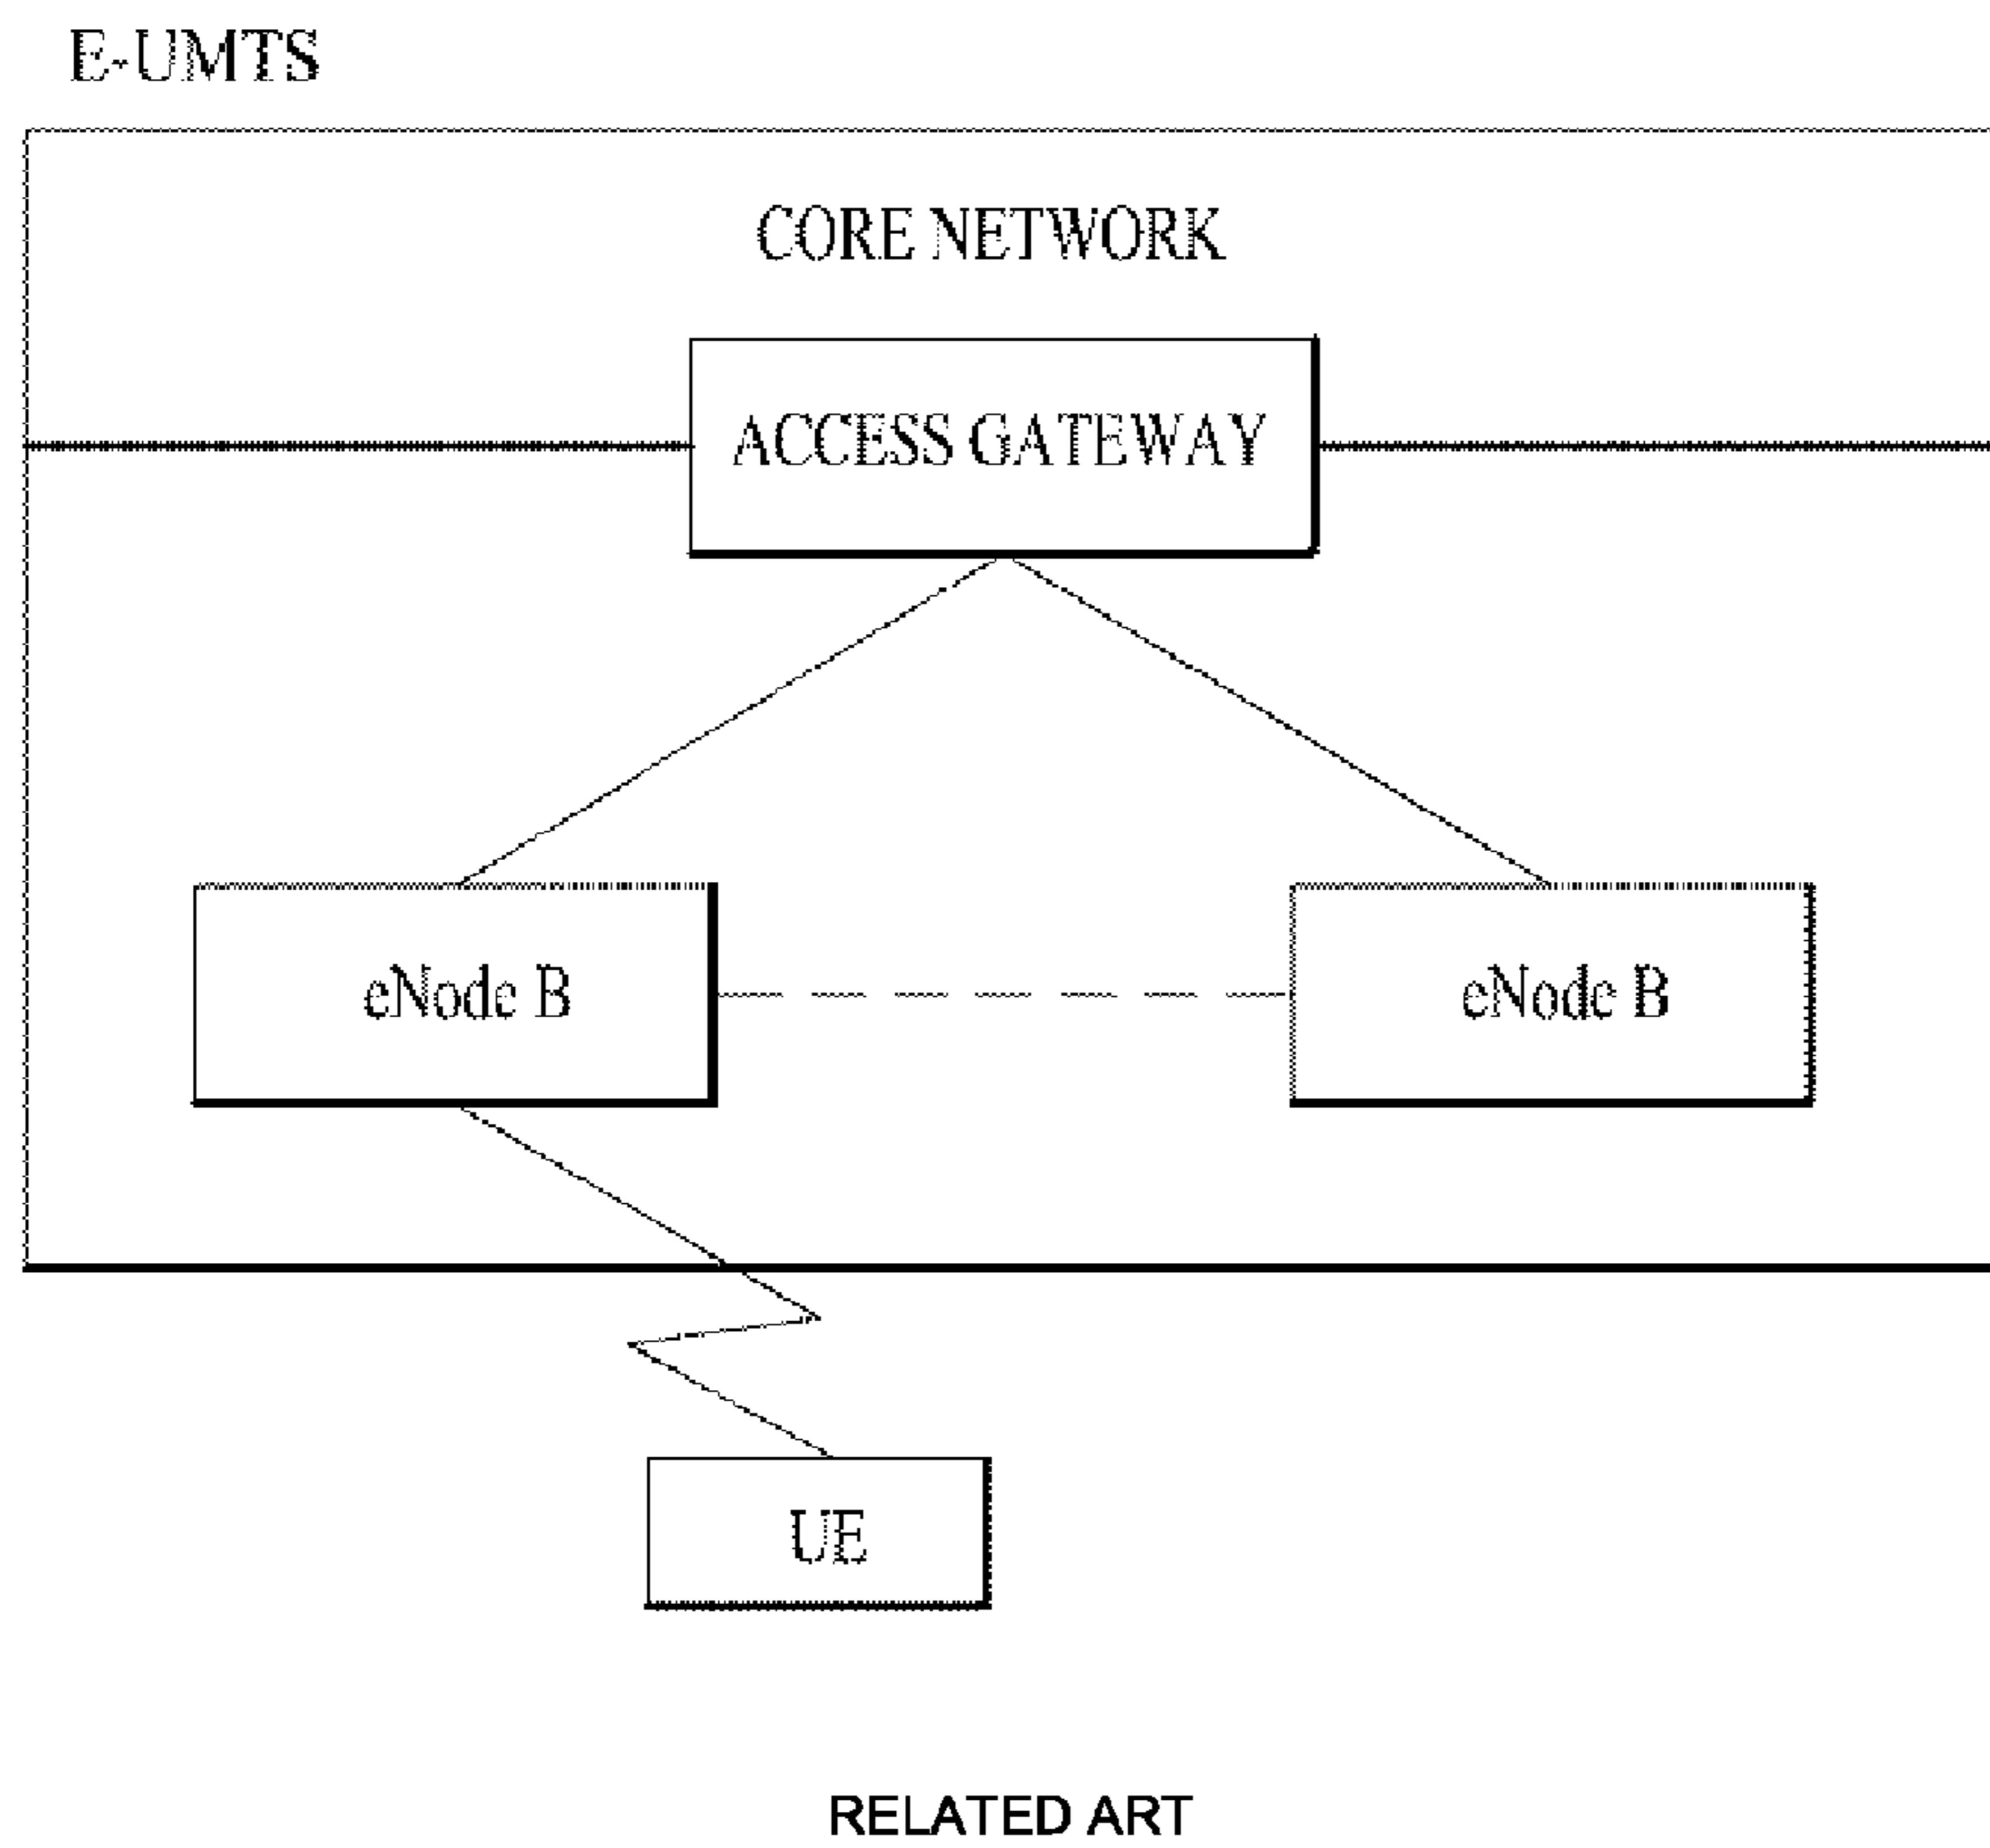 E-UMTS
CORE NETWORK
ACCESS GATEWAY
eNode B
eNode B
UE
RELATED ART